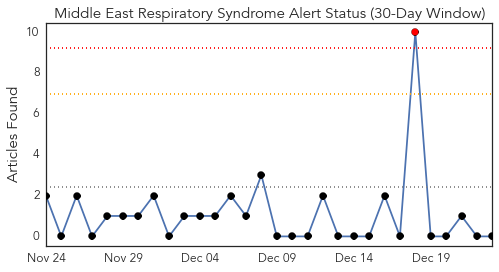 Middle East Respiratory Syndrome Alert Status (30-Day Window)
Articles Found
10
8
6
4
2
0
Nov 24 Nov 29 Dec 04 Dec 09 Dec 14 Dec 19